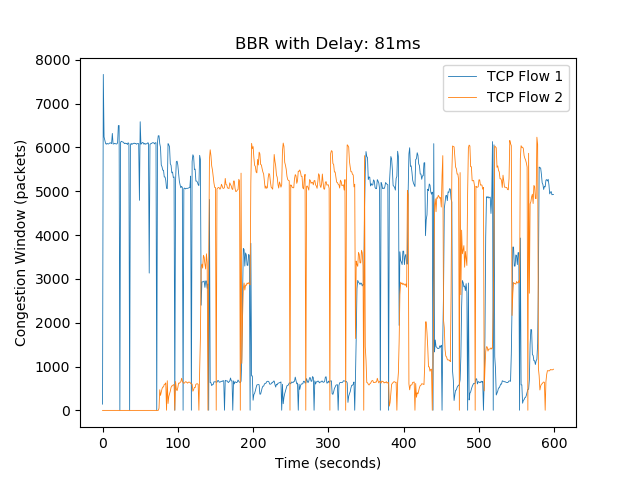 BBR with Delay: 81ms
TCP Flow 1
TCP Flow 2
Congestion Window (packets)
8000
7000
6000
5000
4000
3000
2000
1000
0
0 100 200 300 400 500 600
Time (seconds)